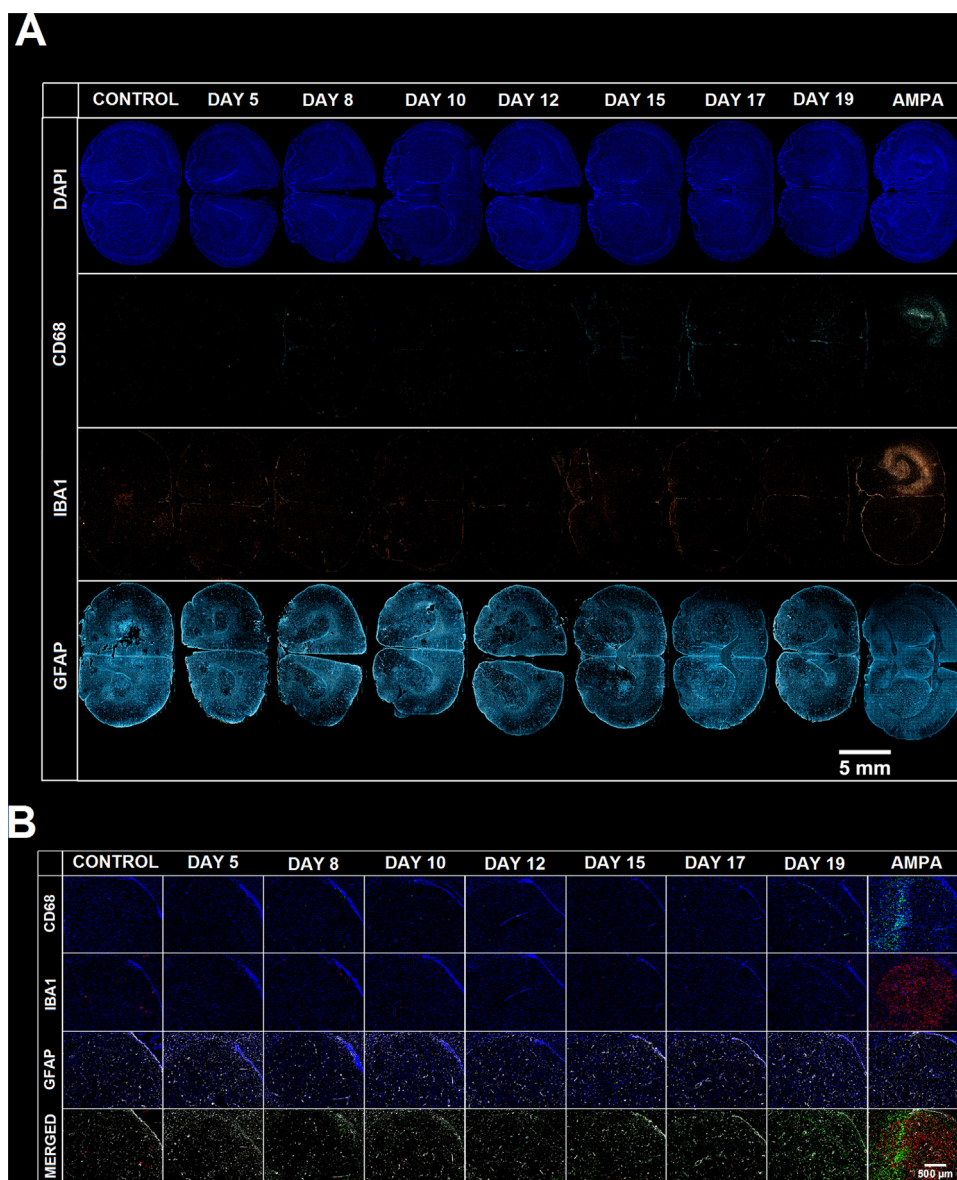 A
CONTROL DAY 5 DAY 8 DAY 10 DAY 12 DAY 15 DAY 17 DAY 19 AMPA
DAPI
CD68
IBA1
GFAP
5 mm
B
CONTROL DAY 5 DAY 8 DAY 10 DAY 12 DAY 15 DAY 17 DAY 19 AMPA
CD68
IBA1
GFAP
MERGED
500 µm